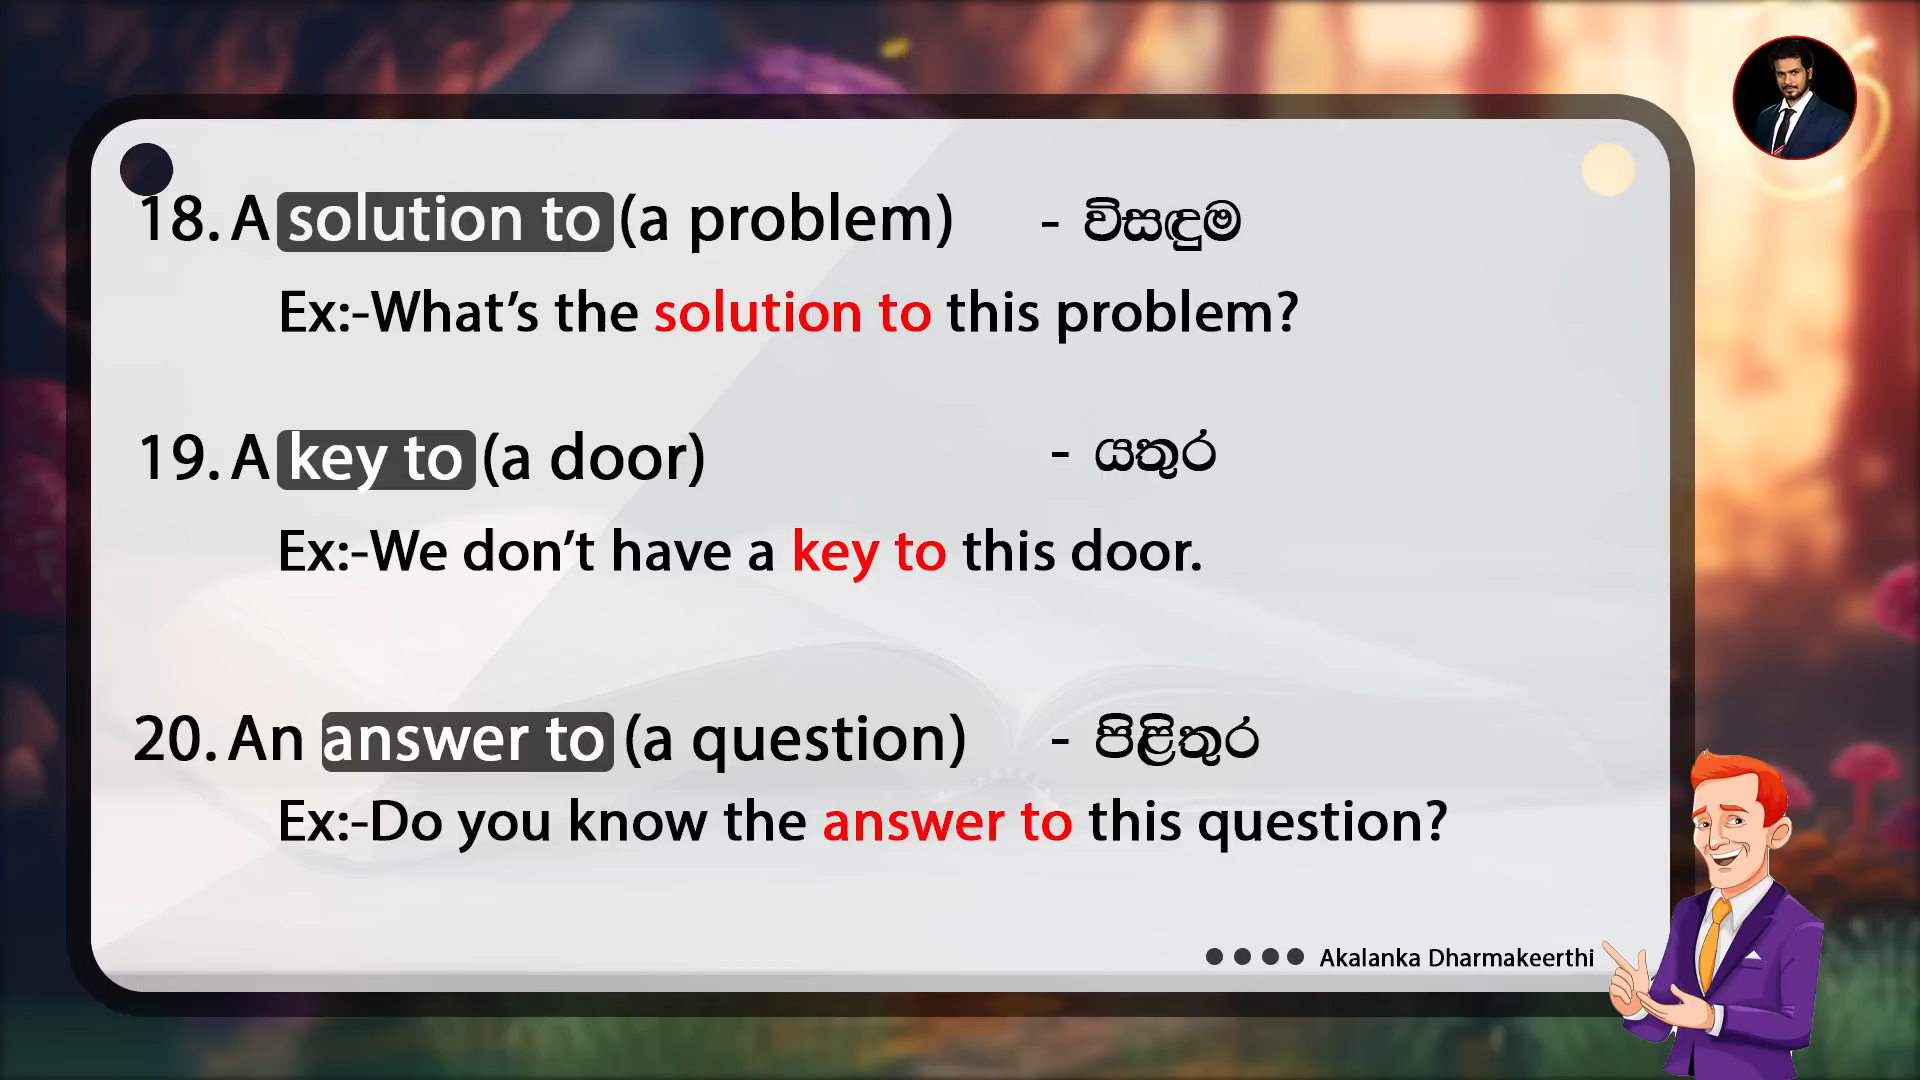 18. A solution to (a problem) - විසඳුම
Ex:-What’s the solution to this problem?
19. A key to (a door) - යතුර
Ex:-We don’t have a key to this door.
20. An answer to (a question) - පිළිතුර
Ex:-Do you know the answer to this question?
Akalanka Dharmakeerthi